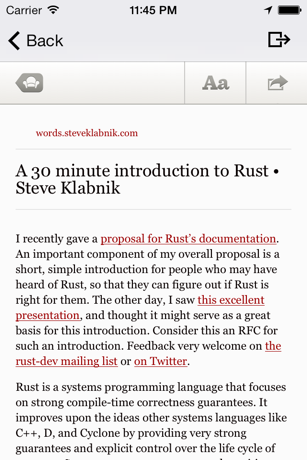 Carrier 11:45 PM
Back
Aa
words.steveklabnik.com
A 30 minute introduction to Rust •
Steve Klabnik
I recently gave a proposal for Rust's documentation.
An important component of my overall proposal is a
short, simple introduction for people who may have
heard of Rust, so that they can figure out if Rust is
right for them. The other day, I saw this excellent
presentation, and thought it might serve as a great
basis for this introduction. Consider this an RFC for
such an introduction. Feedback very welcome on the
rust-dev mailing list or on Twitter.
Rust is a systems programming language that focuses
on strong compile-time correctness guarantees. It
improves upon the ideas other systems languages like
C++, D, and Cyclone by providing very strong
guarantees and explicit control over the life cycle of